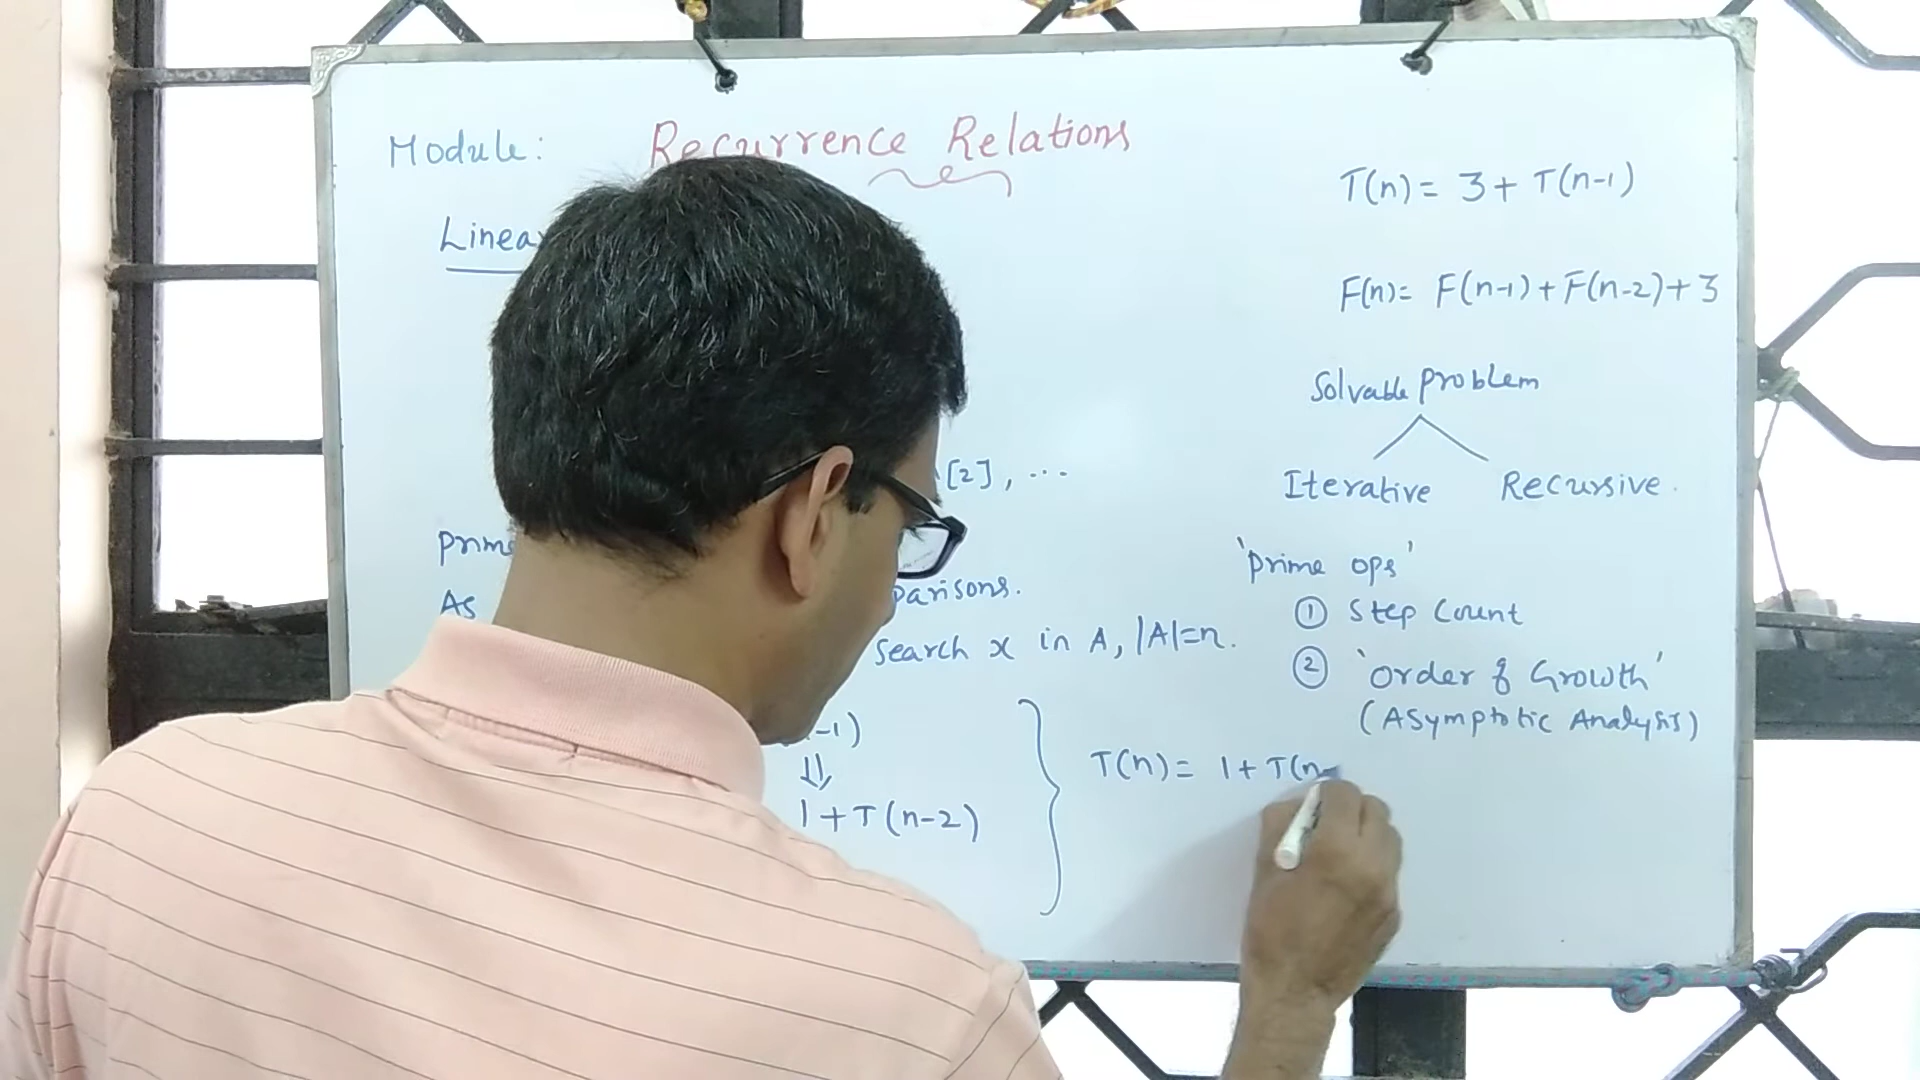 Module: Recurrence Relations
Linear
[2], ...
Prime
As parisons.
search x in A, |A|=n.
-1)
⇓
1+T(n-2)
T(n)= 1+T(n-
T(n)= 3+T(n-1)
F(n)= F(n-1)+F(n-2)+3
Solvable Problem
Iterative Recursive.
'Prime ops'
① Step Count
② 'Order of Growth'
(Asymptotic Analysis)